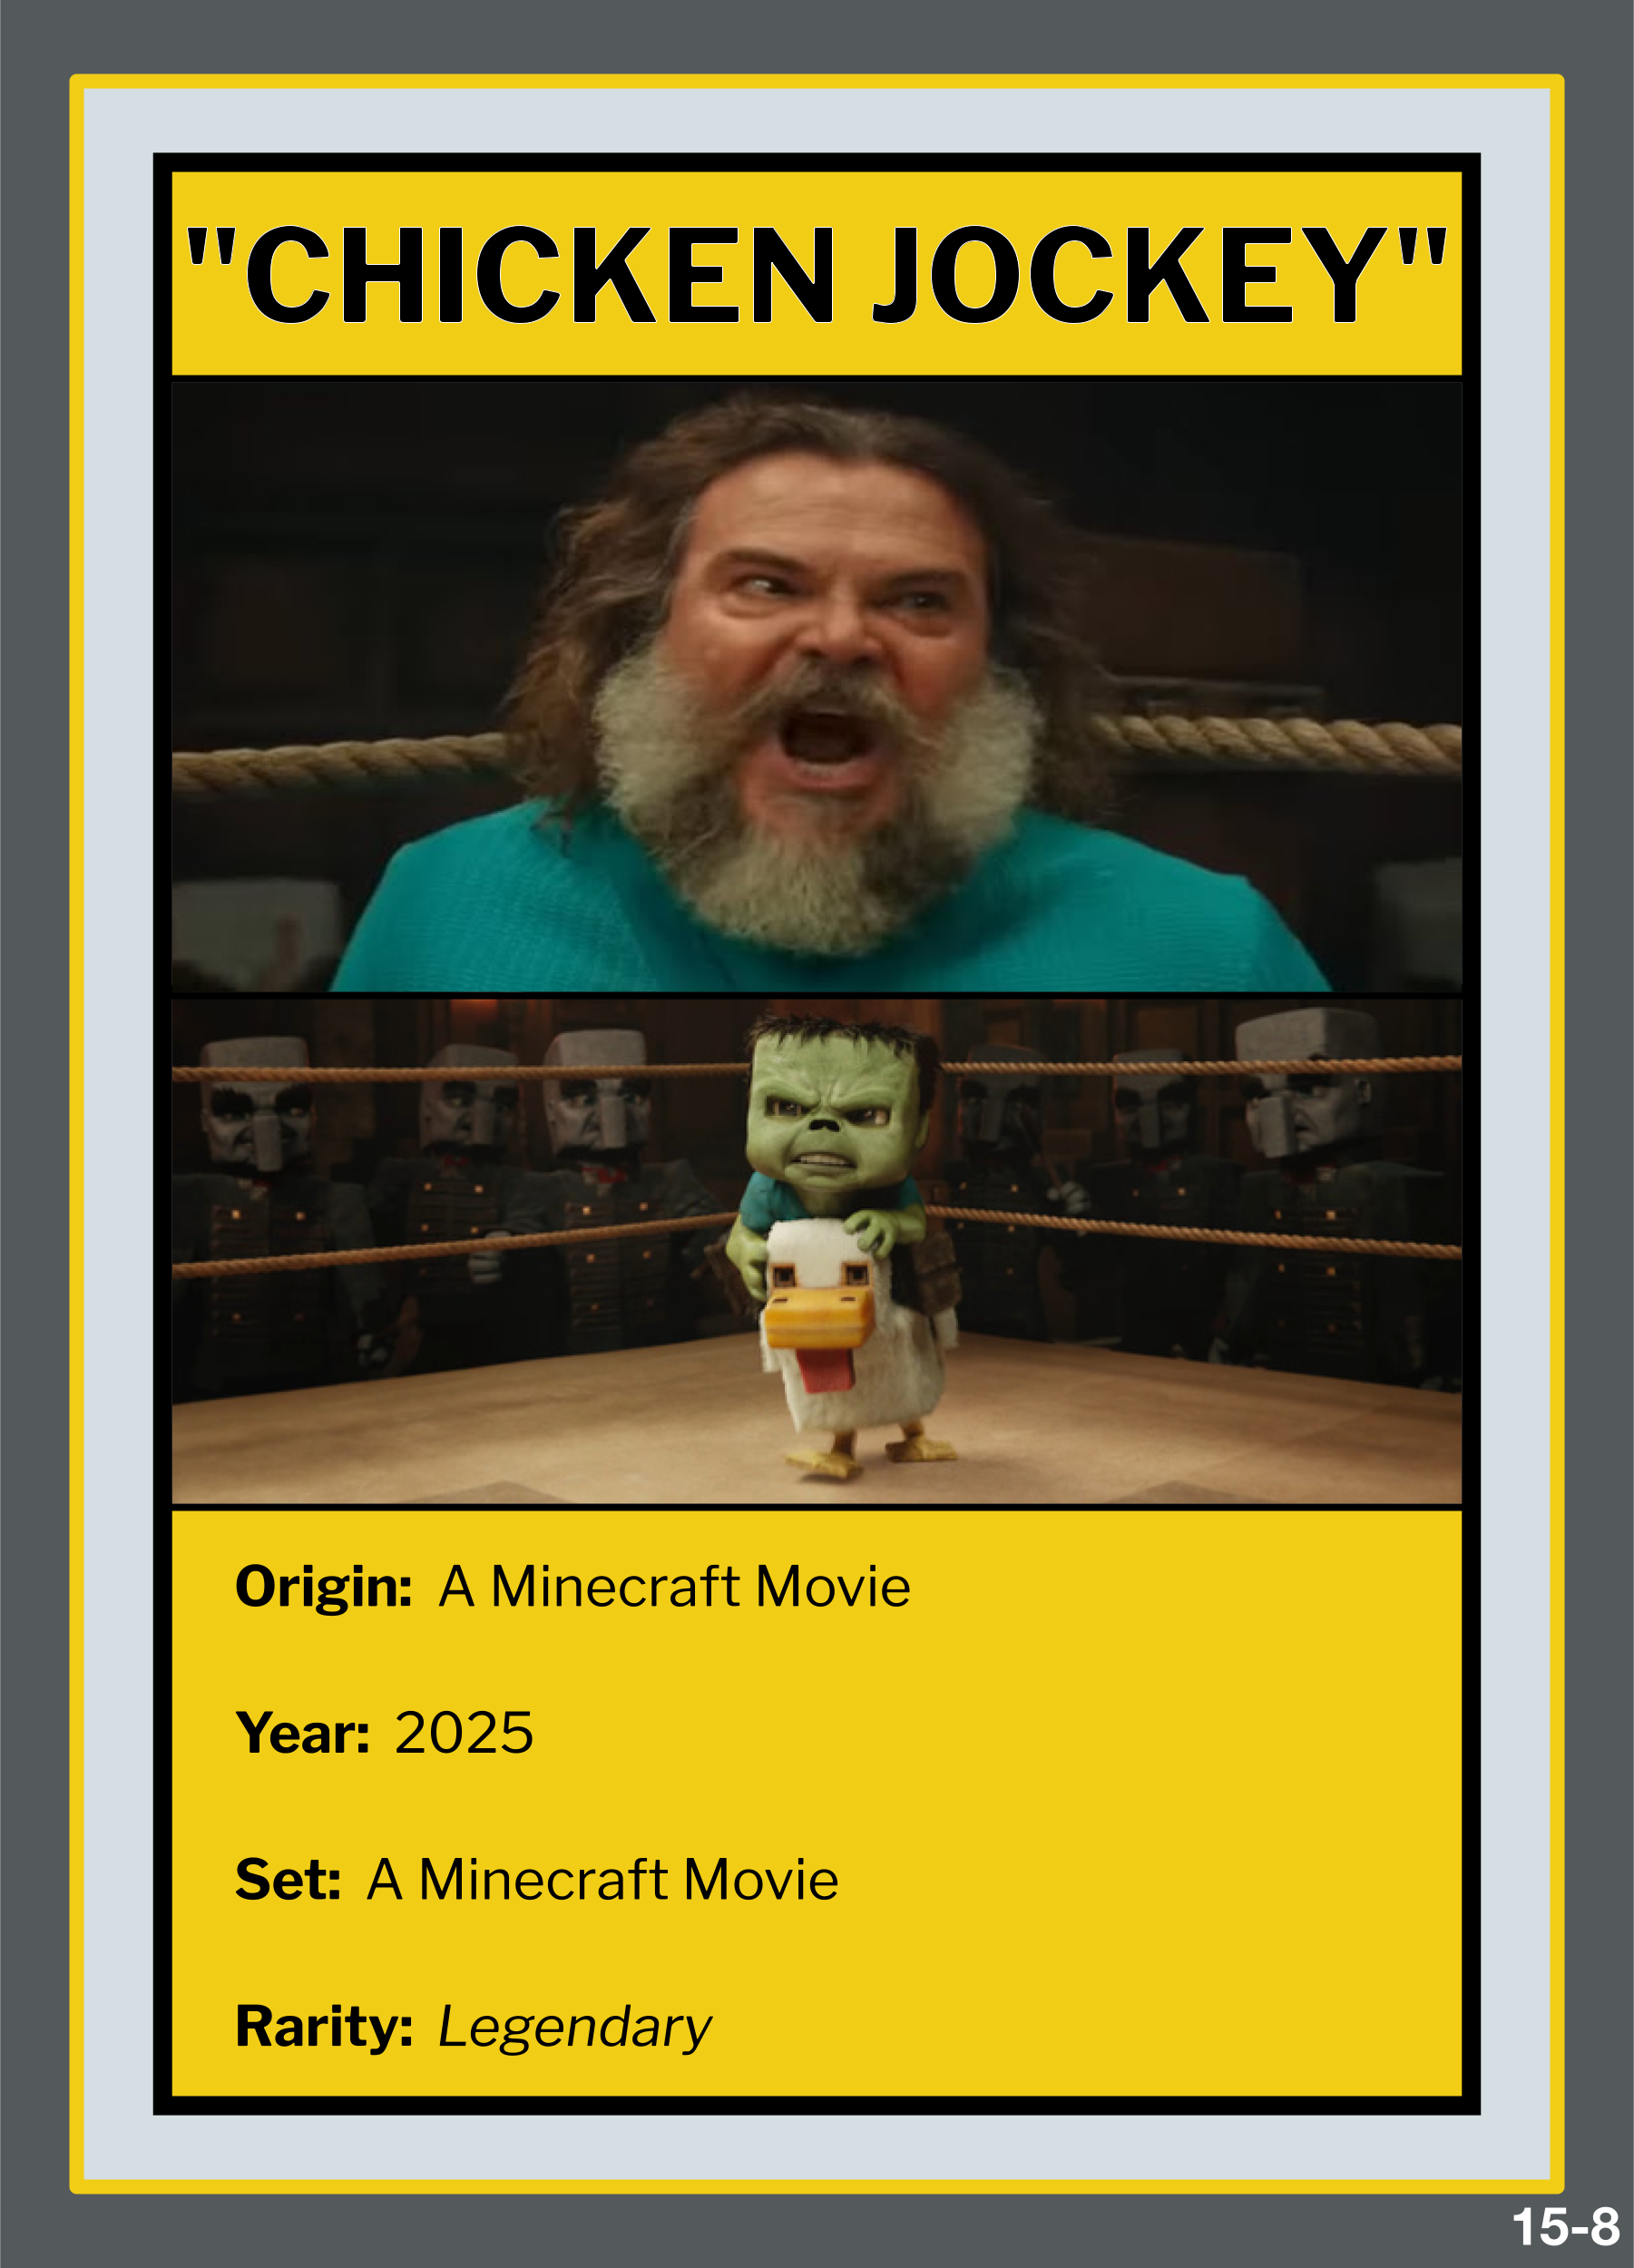 "CHICKEN JOCKEY"
Origin: A Minecraft Movie
Year: 2025
Set: A Minecraft Movie
Rarity: Legendary
15-8